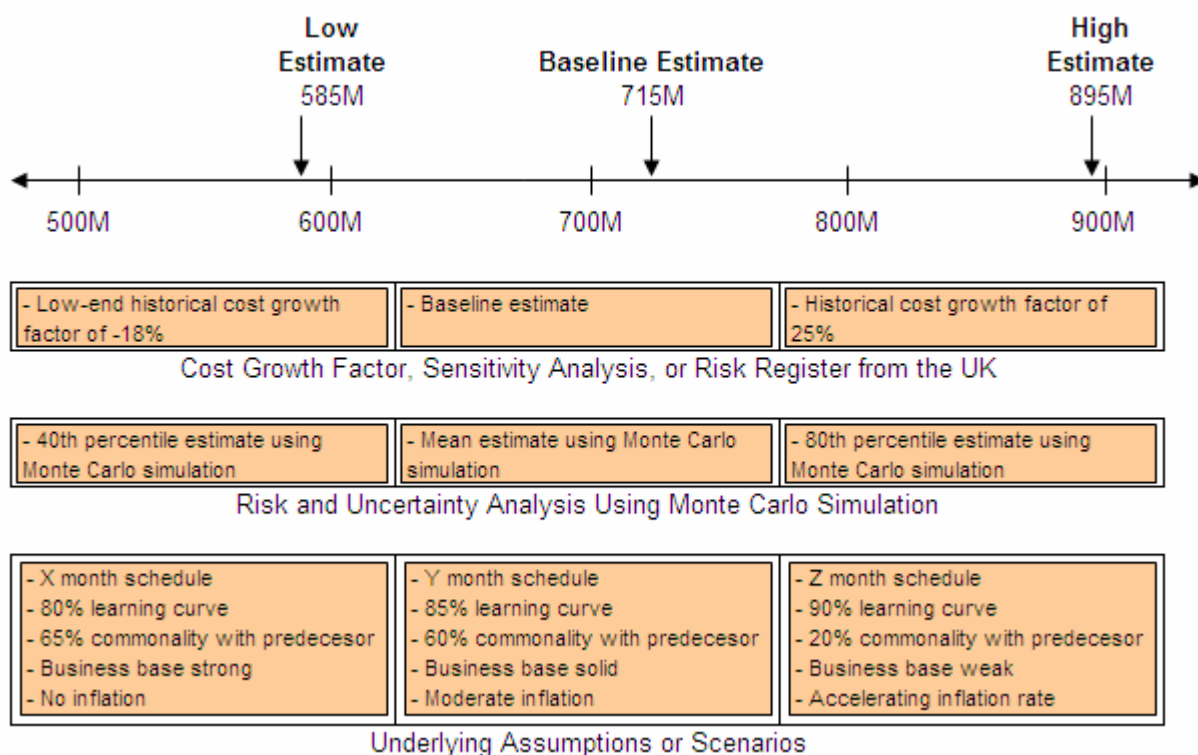 Low
Estimate
585M
Baseline Estimate
715M
High
Estimate
895M
500M
600M
700M
800M
900M
- Low-end historical cost growth
factor of -18%
- Baseline estimate
- Historical cost growth factor of
25%
Cost Growth Factor, Sensitivity Analysis, or Risk Register from the UK
- 40th percentile estimate using
Monte Carlo simulation
- Mean estimate using Monte Carlo
simulation
- 80th percentile estimate using
Monte Carlo simulation
Risk and Uncertainty Analysis Using Monte Carlo Simulation
- X month schedule
- 80% learning curve
- 65% commonality with predecesor
- Business base strong
- No inflation
- Y month schedule
- 85% learning curve
- 60% commonality with predecesor
- Business base solid
- Moderate inflation
- Z month schedule
- 90% learning curve
- 20% commonality with predecesor
- Business base weak
- Accelerating inflation rate
Underlying Assumptions or Scenarios